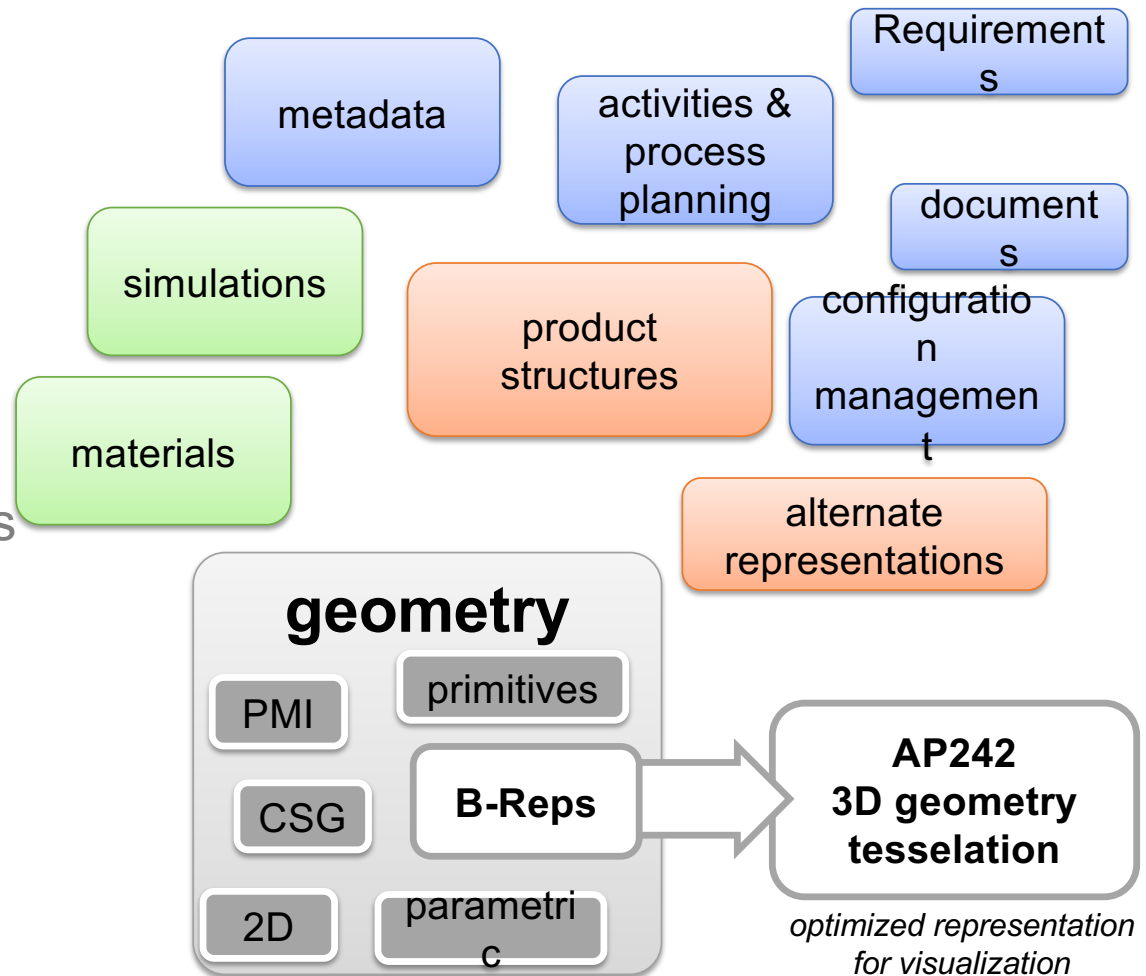 Requirement
s
metadata
activities &
process
planning
document
s
simulations
product
structures
configuratio
n
managemen
t
materials
s
alternate
representations
geometry
PMI
primitives
CSG
B-Reps
2D
parametri
c
AP242
3D geometry
tesselation
optimized representation
for visualization